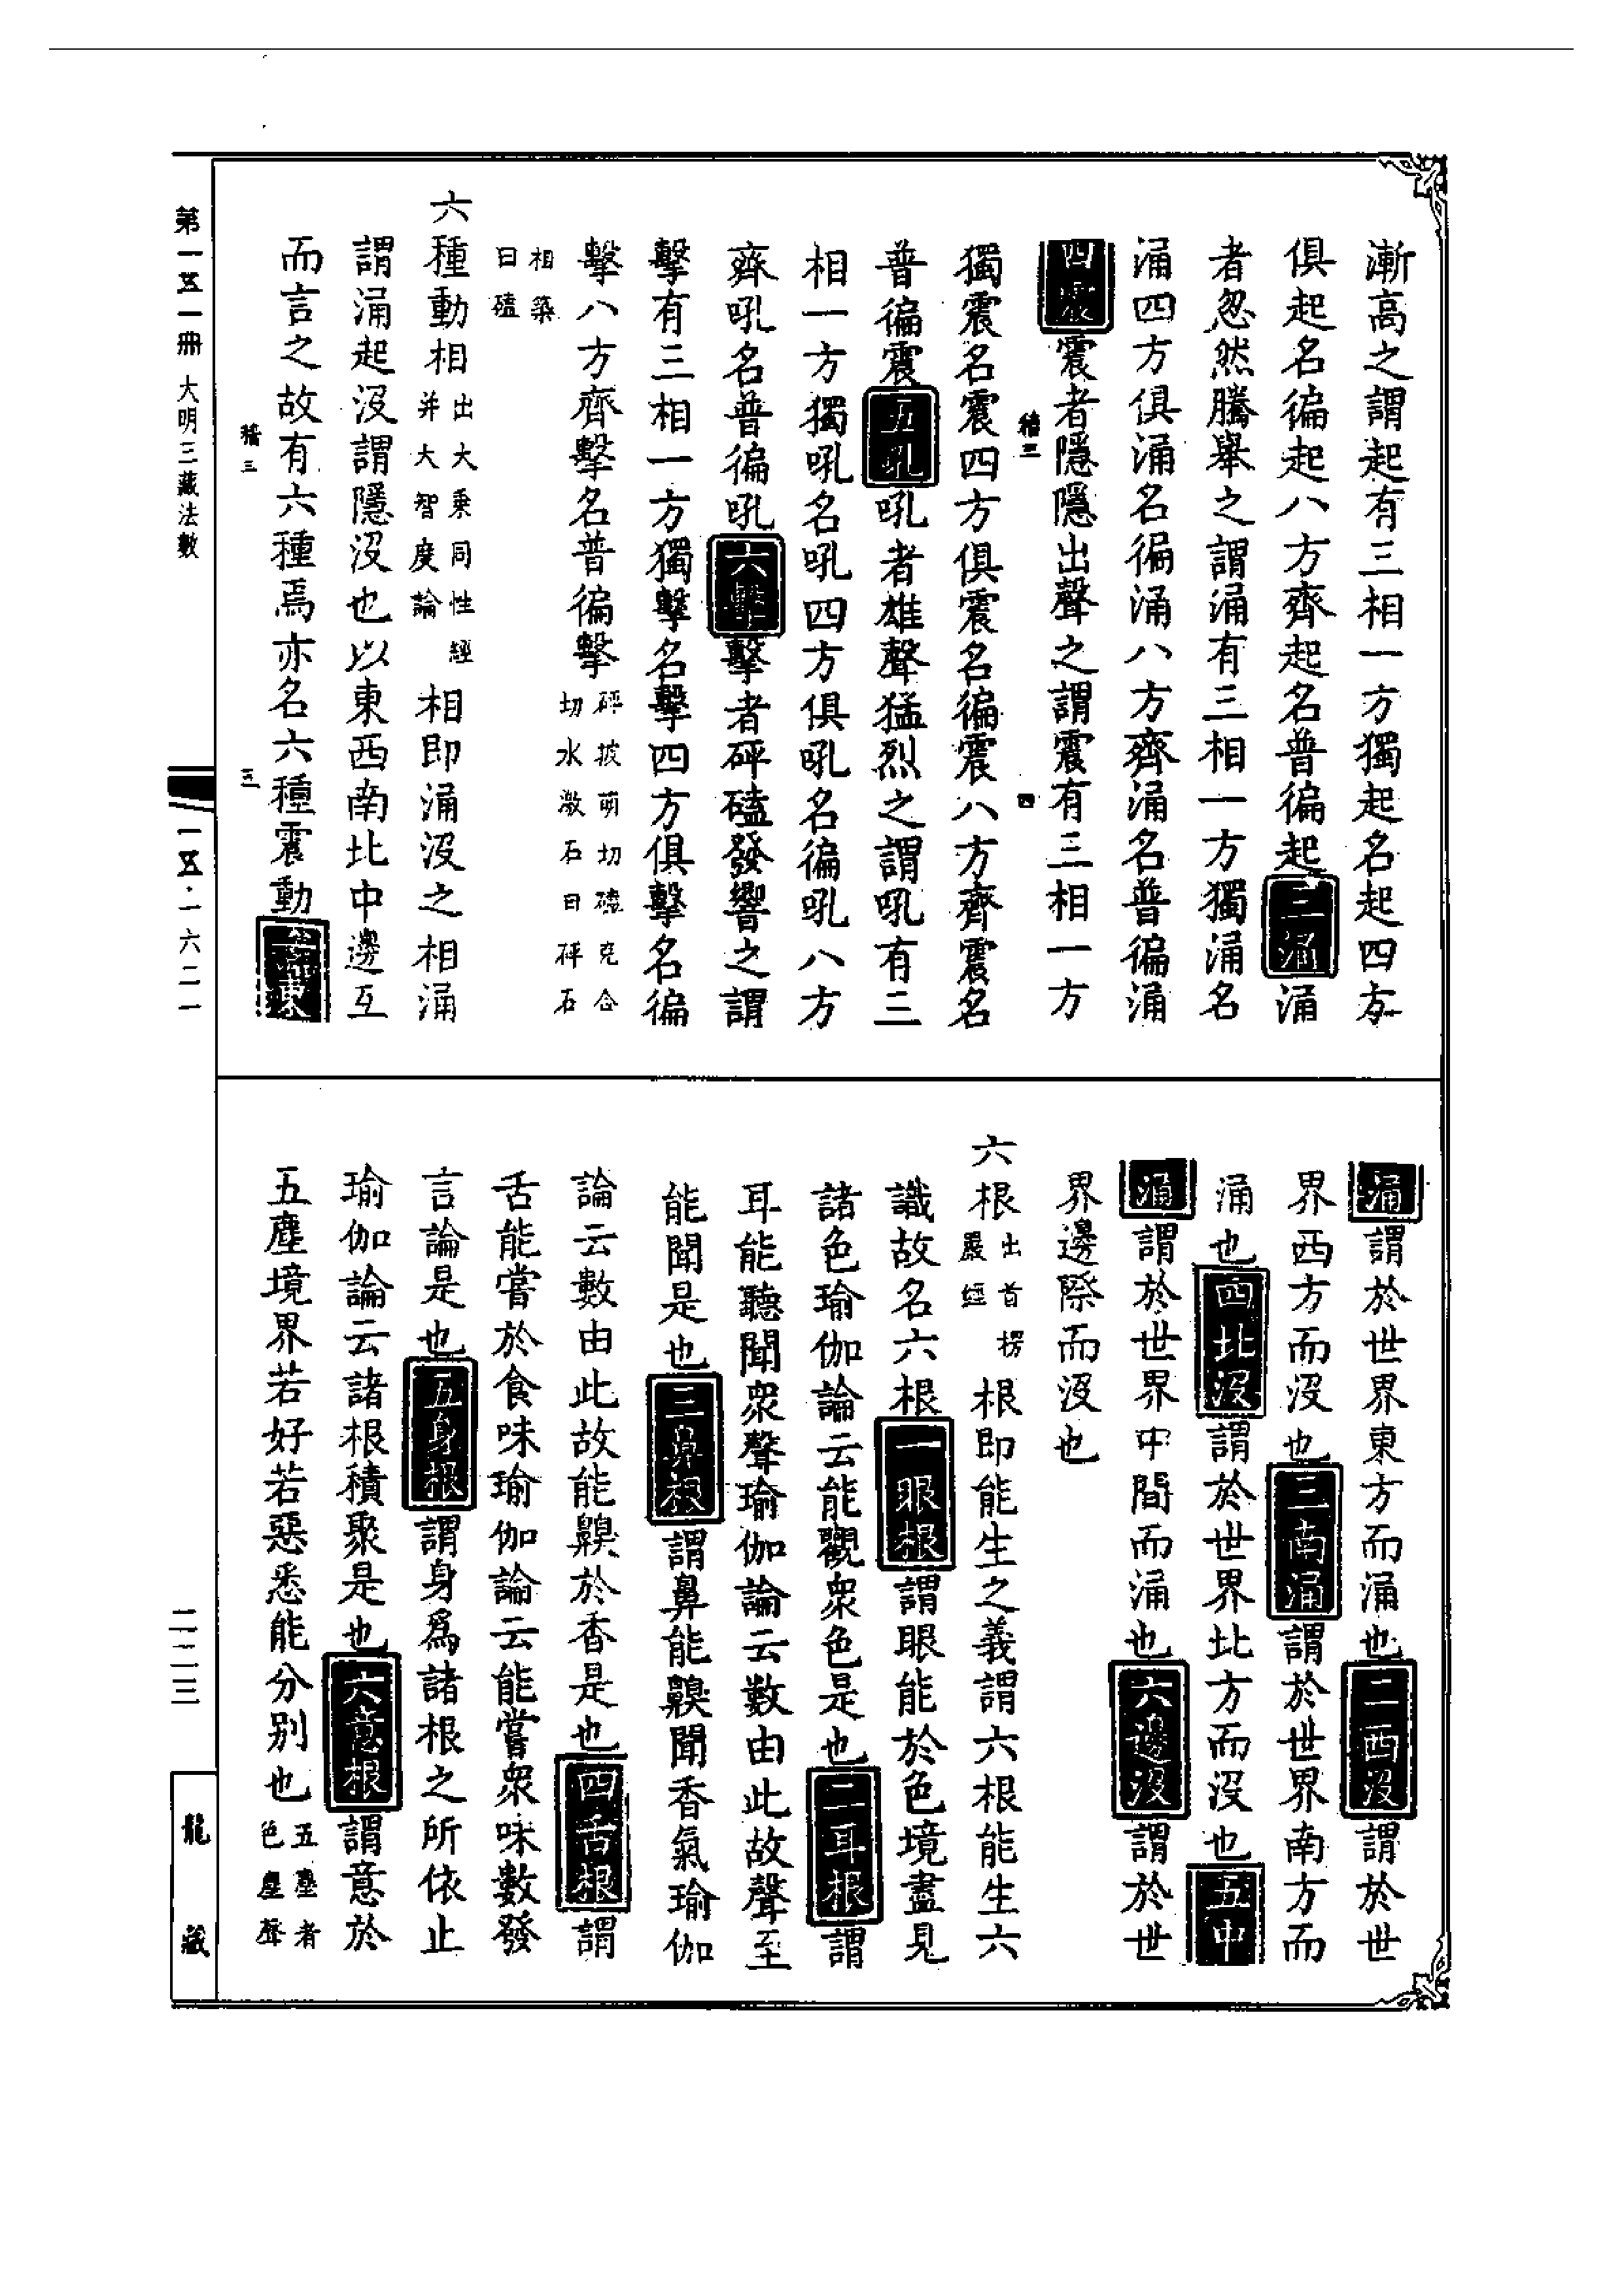 漸高之謂起有三相一方獨起名起四方
俱起名徧起八方齊起名普徧起三涌涌
者忽然騰舉之謂涌有三相一方獨涌名
涌四方俱涌名徧涌八方齊涌名普徧涌
四震震者隱隱出聲之謂震有三相一方
獨震名震四方俱震名徧震八方齊震名
普徧震五吼吼者雄聲猛烈之謂吼有三
相一方獨吼名吼四方俱吼名徧吼八方
齊吼名普徧吼六擊擊者砰磕發響之謂
擊有三相一方獨擊名擊四方俱擊名徧
擊八方齊擊名普徧擊砰披萌切磕克合
切水激石曰砰石
相築
曰磕
六種動相出大乘同性經
并大智度論
相即涌沒之相涌
謂涌起沒謂隱沒也以東西南北中邊互
而言之故有六種焉亦名六種震動一東
涌謂於世界東方而涌也二西沒謂於世
界西方而沒也三南涌謂於世界南方而
涌也四北沒謂於世界北方而沒也五中
涌謂於世界中間而涌也六邊沒謂於世
界邊際而沒也
六根出首楞
嚴經
根即能生之義謂六根能生六
識故名六根一眼根謂眼能於色境盡見
諸色瑜伽論云能觀衆色是也二耳根謂
耳能聽聞衆聲瑜伽論云數由此故聲至
能聞是也三鼻根謂鼻能齅聞香氣瑜伽
論云數由此故能齅於香是也四舌根謂
舌能嘗於食味瑜伽論云能嘗衆味數發
言論是也五身根謂身爲諸根之所依止
瑜伽論云諸根積聚是也六意根謂意於
五塵境界若好若惡悉能分別也五塵者
色塵聲
第一五一册 大明三藏法數
一五·一六二一
二一三
龍藏
稽三
四
稽三
三